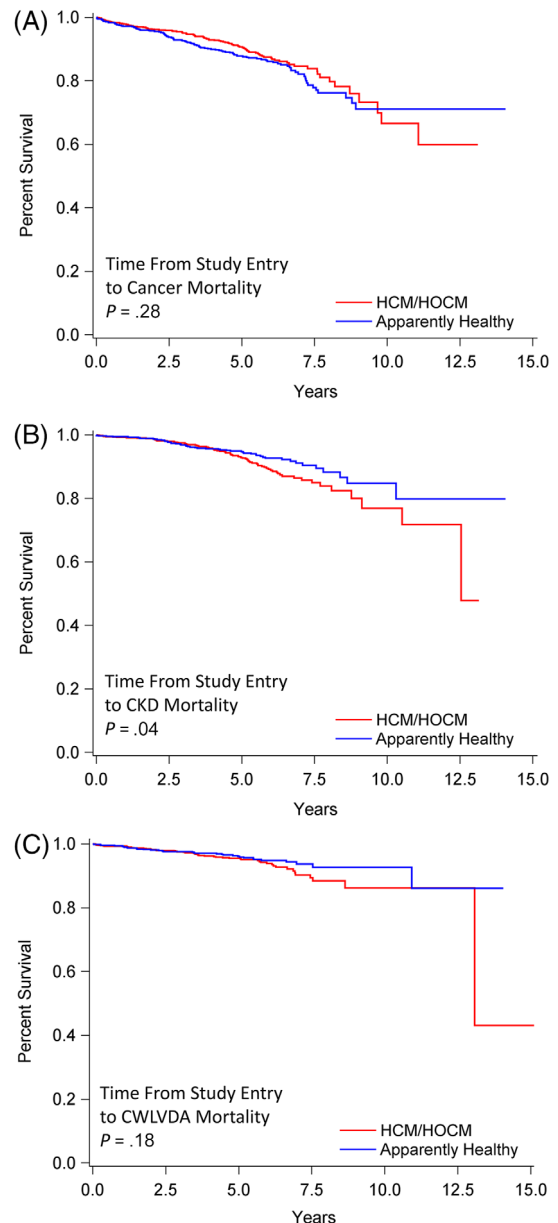 (A)
1.0
0.8
0.6
0.4
0.2
0.0
Percent Survival
Time From Study Entry
to Cancer Mortality
P = .28
HCM/HOCM
Apparently Healthy
0.0 2.5 5.0 7.5 10.0 12.5 15.0
Years
(B)
1.0
0.8
0.6
0.4
0.2
0.0
Percent Survival
Time From Study Entry
to CKD Mortality
P = .04
HCM/HOCM
Apparently Healthy
0.0 2.5 5.0 7.5 10.0 12.5 15.0
Years
(C)
1.0
0.8
0.6
0.4
0.2
0.0
Percent Survival
Time From Study Entry
to CWLVDA Mortality
P = .18
HCM/HOCM
Apparently Healthy
0.0 2.5 5.0 7.5 10.0 12.5 15.0
Years